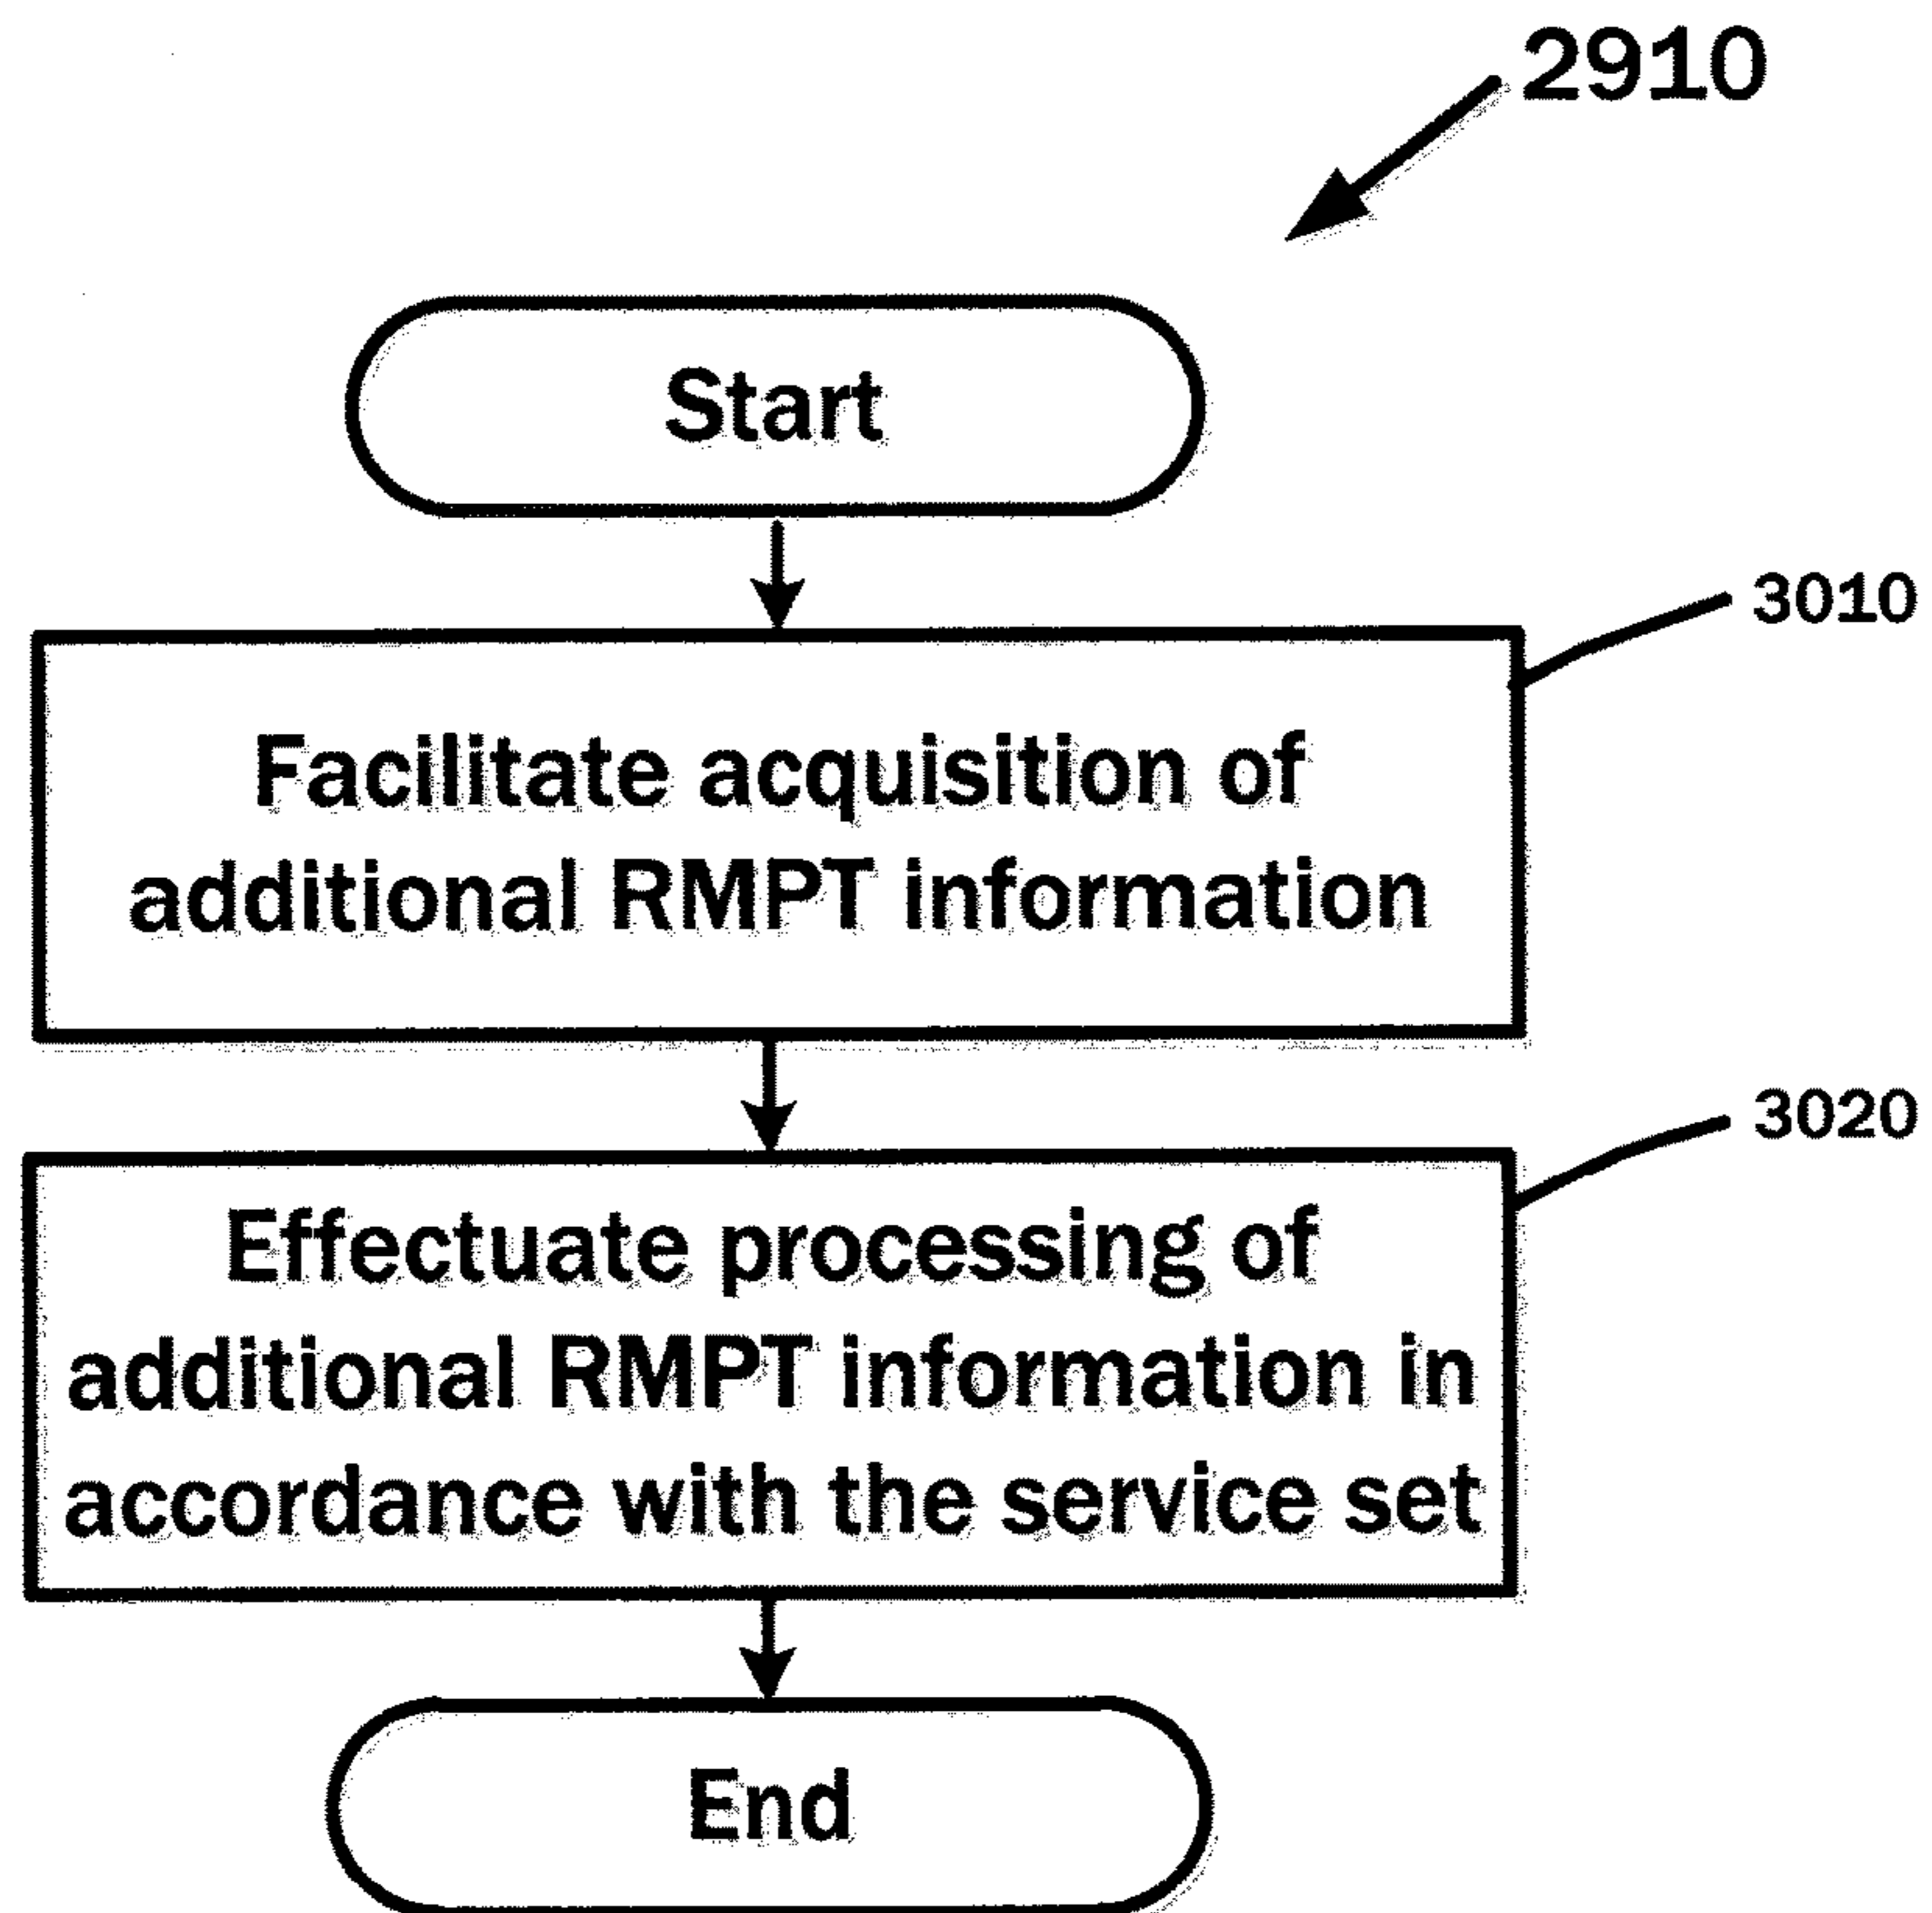 2910
Start
3010
Facilitate acquisition of
additional RMPT information
3020
Effectuate processing of
additional RMPT information in
accordance with the service set
End